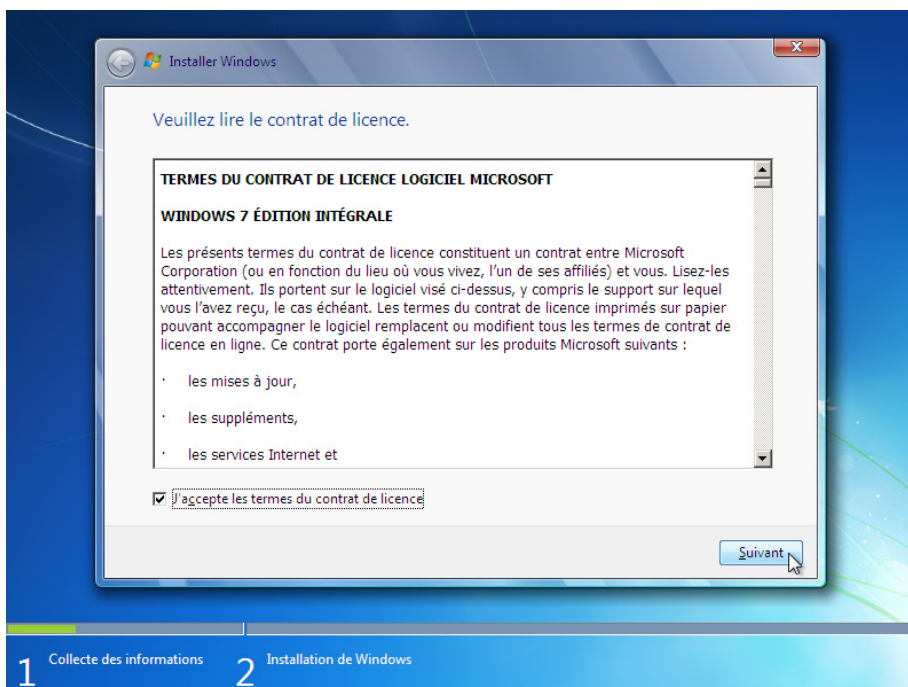 Installer Windows
Veuillez lire le contrat de licence.
TERMES DU CONTRAT DE LICENCE LOGICIEL MICROSOFT
WINDOWS 7 ÉDITION INTÉGRALE
Les présents termes du contrat de licence constituent un contrat entre Microsoft
Corporation (ou en fonction du lieu où vous vivez, l’un de ses affiliés) et vous. Lisez-les
attentivement. Ils portent sur le logiciel visé ci-dessus, y compris le support sur lequel
vous l’avez reçu, le cas échéant. Les termes du contrat de licence imprimés sur papier
pouvant accompagner le logiciel remplacent ou modifient tous les termes de contrat de
licence en ligne. Ce contrat porte également sur les produits Microsoft suivants :
· les mises à jour,
· les suppléments,
· les services Internet et
J'accepte les termes du contrat de licence
Suivant
1 Collecte des informations 2 Installation de Windows